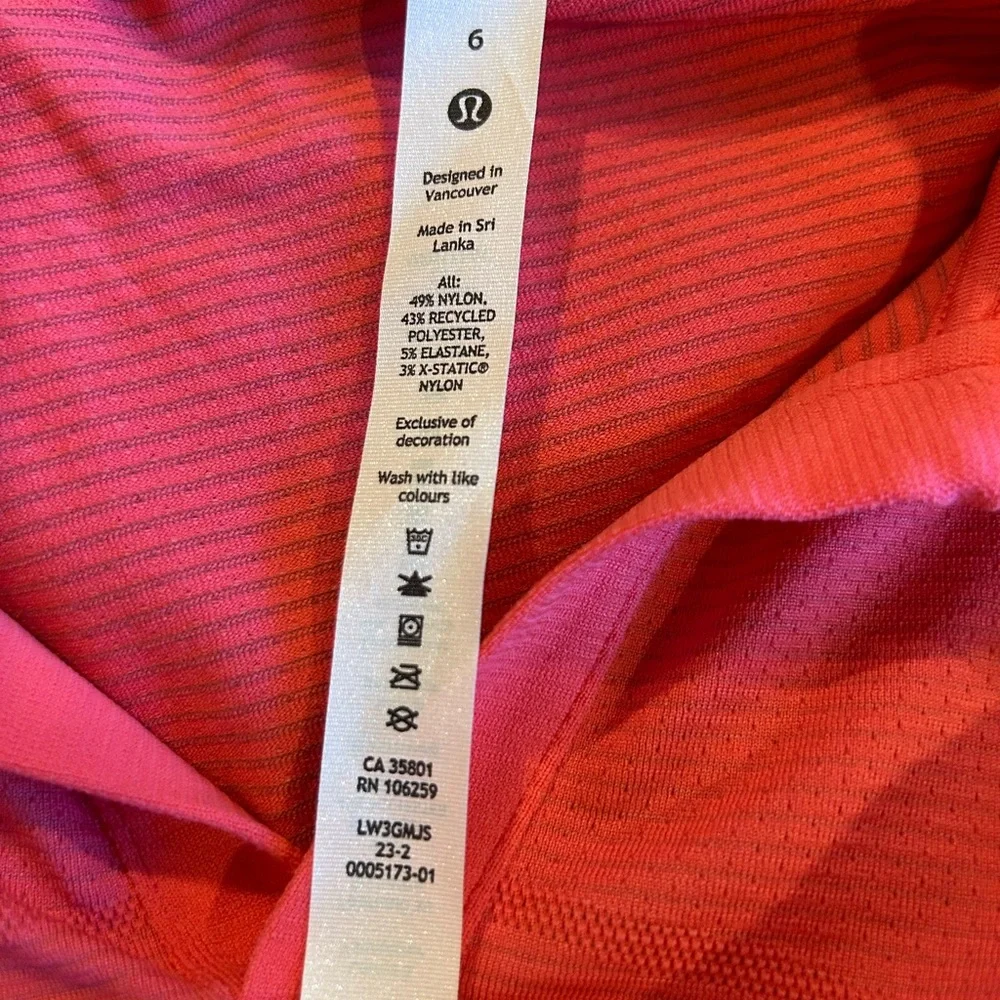 6
Designed in
Vancouver
Made in Sri
Lanka
All:
49% NYLON,
43% RECYCLED
POLYESTER,
5% ELASTANE,
3% X-STATIC®
NYLON
Exclusive of
decoration
Wash with like
colours
30C
CA 35801
RN 106259
LW3GMJS
23-2
0005173-01